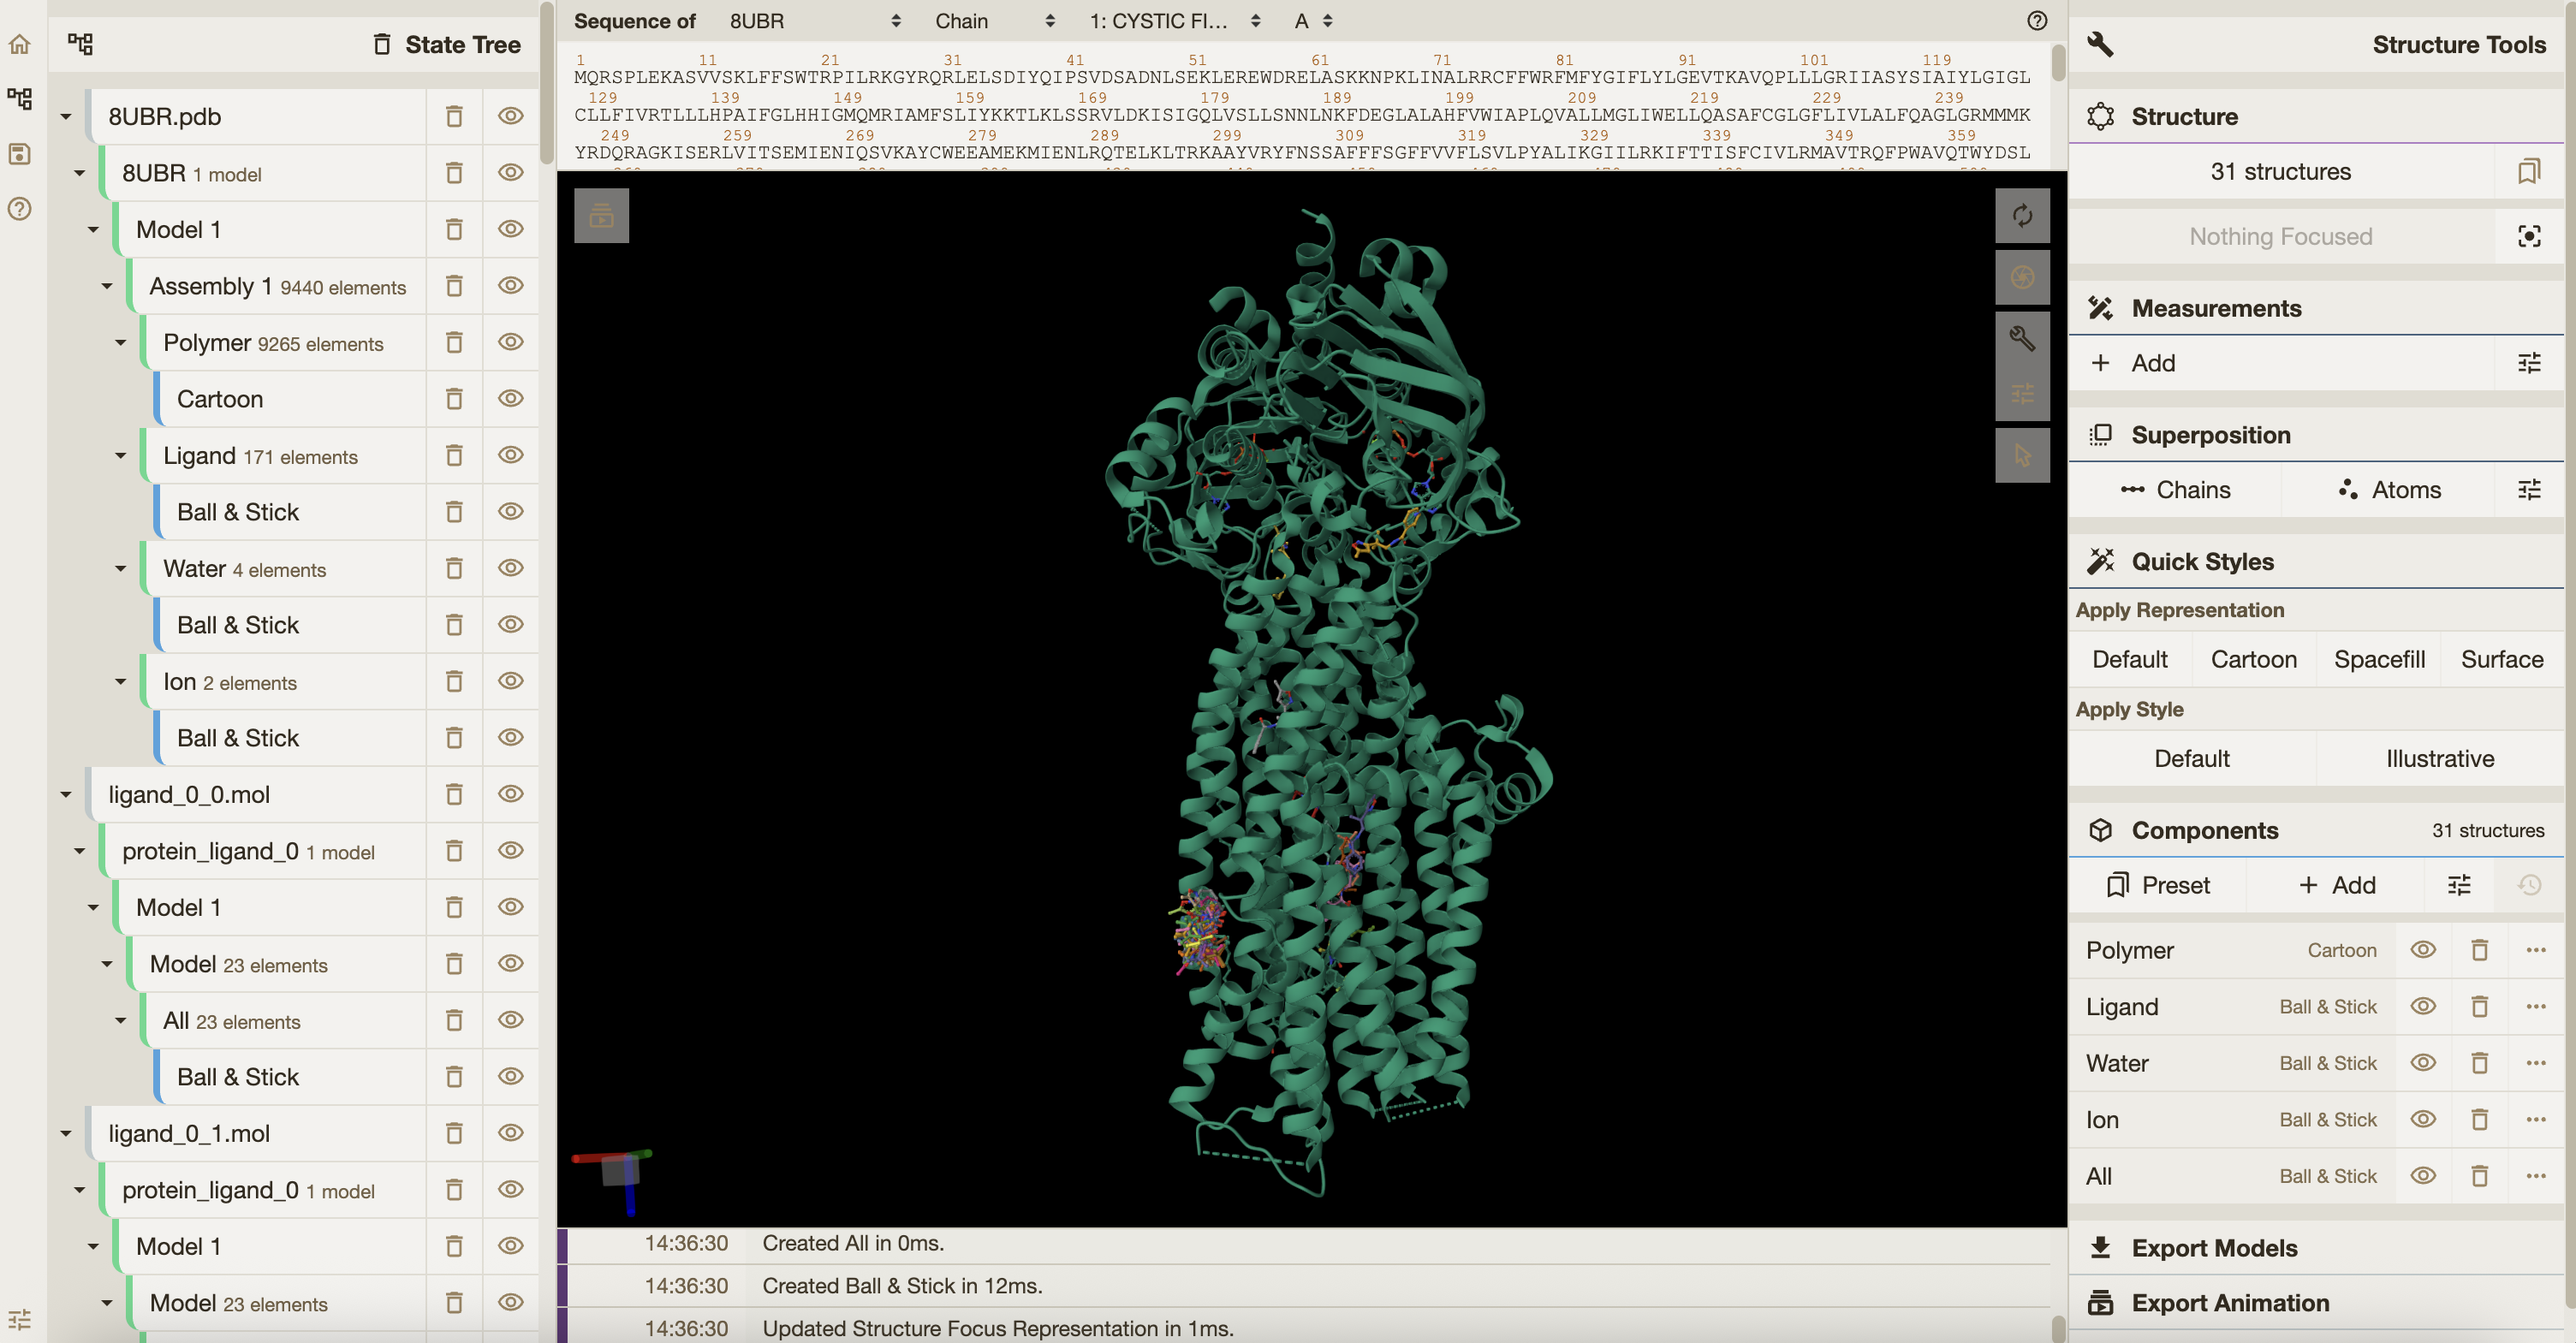 State Tree
8UBR.pdb
8UBR 1 model
Model 1
Assembly 1 9440 elements
Polymer 9265 elements
Cartoon
Ligand 171 elements
Ball & Stick
Water 4 elements
Ball & Stick
Ion 2 elements
Ball & Stick
ligand_0_0.mol
protein_ligand_0 1 model
Model 1
Model 23 elements
All 23 elements
Ball & Stick
ligand_0_1.mol
protein_ligand_0 1 model
Model 1
Model 23 elements
Sequence of 8UBR Chain 1: CYSTIC FI... A
1 11 21 31 41 51 61 71 81 91 101 119
MQRSPLEKASVVSKLFFSWTRPILRKGYRQRLELSDIYQIPSVDSADNLSEKLEREWDRELASKKNPKLINALRRCFFWRFMFYGIFLYLGEVTKAVQPLLLGRIIASYSIAIYLGIGL
129 139 149 159 169 179 189 199 209 219 229 239
CLLFIVRTLLLHPAIFGLHHIGMQMRIAMFSLIYKKTLKLSSRVLDKISIGQLVSLLSNNLNKFDEGLALAHFVWIAPLQVALLMGLIWELLQASAFCGLGFLIVLALFQAGLGRMMMK
249 259 269 279 289 299 309 319 329 339 349 359
YRDQRAGKISERLVITSEMIENIQSVKAYCWEEAMEKMIENLRQTELKLTRKAAYVRYFNSSAFFFSGFFVVFLSVLPYALIKGIILRKIFTTISFCIVLRMAVTRQFPWAVQTWYDSL
14:36:30 Created All in 0ms.
14:36:30 Created Ball & Stick in 12ms.
14:36:30 Updated Structure Focus Representation in 1ms.
Structure Tools
Structure
31 structures
Nothing Focused
Measurements
Add
Superposition
Chains Atoms
Quick Styles
Apply Representation
Default Cartoon Spacefill Surface
Apply Style
Default Illustrative
Components 31 structures
Preset Add
Polymer Cartoon
Ligand Ball & Stick
Water Ball & Stick
Ion Ball & Stick
All Ball & Stick
Export Models
Export Animation